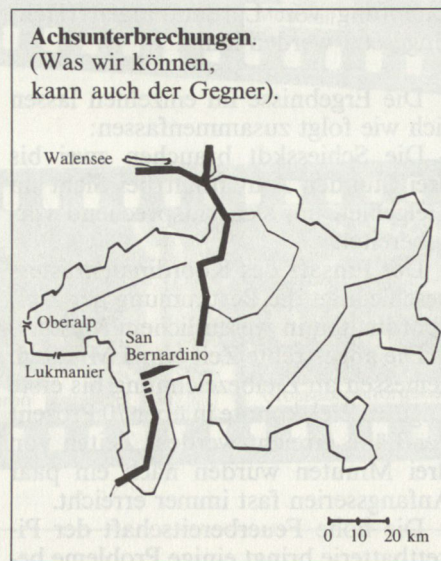 Achsunterbrechungen.
(Was wir können,
kann auch der Gegner).
Walensee
Oberalp
San
Bernardino
Lukmanier
0 10 20 km